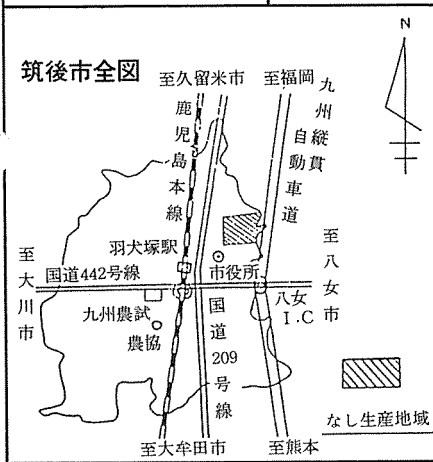 N
筑後市全図
至久留米市
至福岡
鹿児島本線
九州縦貫
自動車道
羽犬塚駅
市役所
至大川市
国道442号線
至八女市
八女
I.C
九州農試
農協
国道209号線
なし生産地域
至大牟田市
至熊本